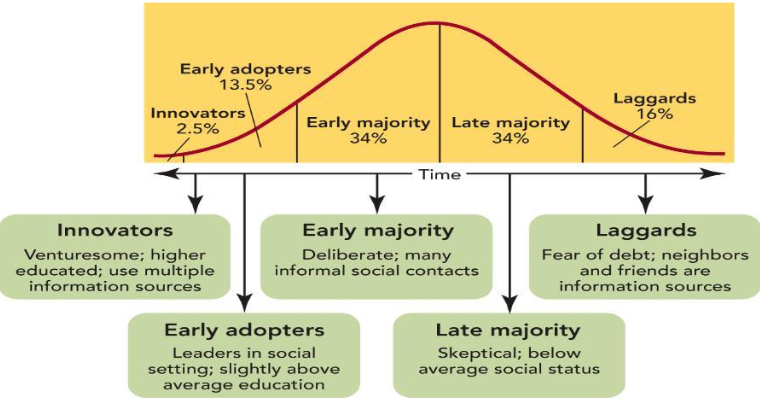 Early adopters
13.5%
Innovators
2.5%
Early majority
34%
Late majority
34%
Laggards
16%
Time
Innovators
Venturesome; higher
educated; use multiple
information sources
Early majority
Deliberate; many
informal social contacts
Laggards
Fear of debt; neighbors
and friends are
information sources
Early adopters
Leaders in social
setting; slightly above
average education
Late majority
Skeptical; below
average social status